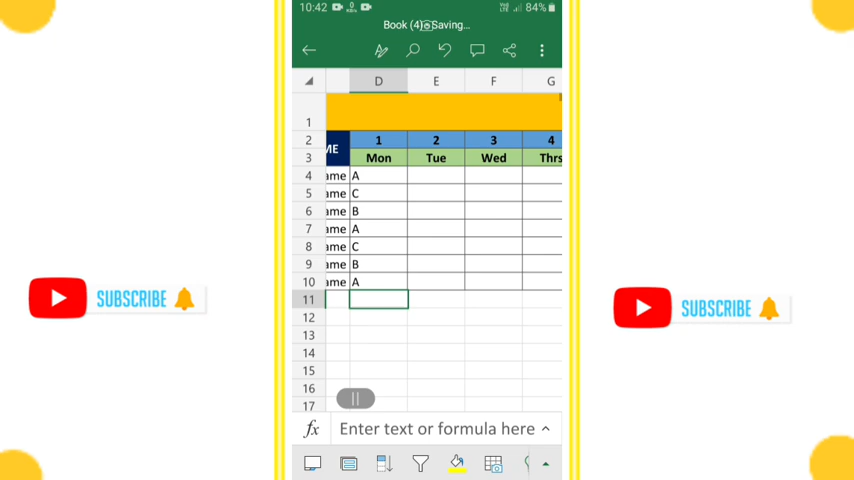 10:42 84%
Book (4) Saving...
D E F G
1
2 1 2 3 4
ME
3 Mon Tue Wed Thrs
4 ame A
5 ame C
6 ame B
7 ame A
8 ame C
9 ame B
10 ame A
11
12
13
14
15
16
17
SUBSCRIBE
SUBSCRIBE
fx Enter text or formula here